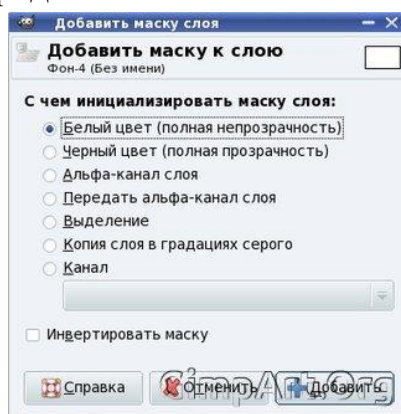 Добавить маску слоя
Добавить маску к слою
Фон-4 (Без имени)
С чем инициализировать маску слоя:
Белый цвет (полная непрозрачность)
Черный цвет (полная прозрачность)
Альфа-канал слоя
Передать альфа-канал слоя
Выделение
Копия слоя в градациях серого
Канал
Инвертировать маску
Справка Отменить Добавить
GimpArt.Org